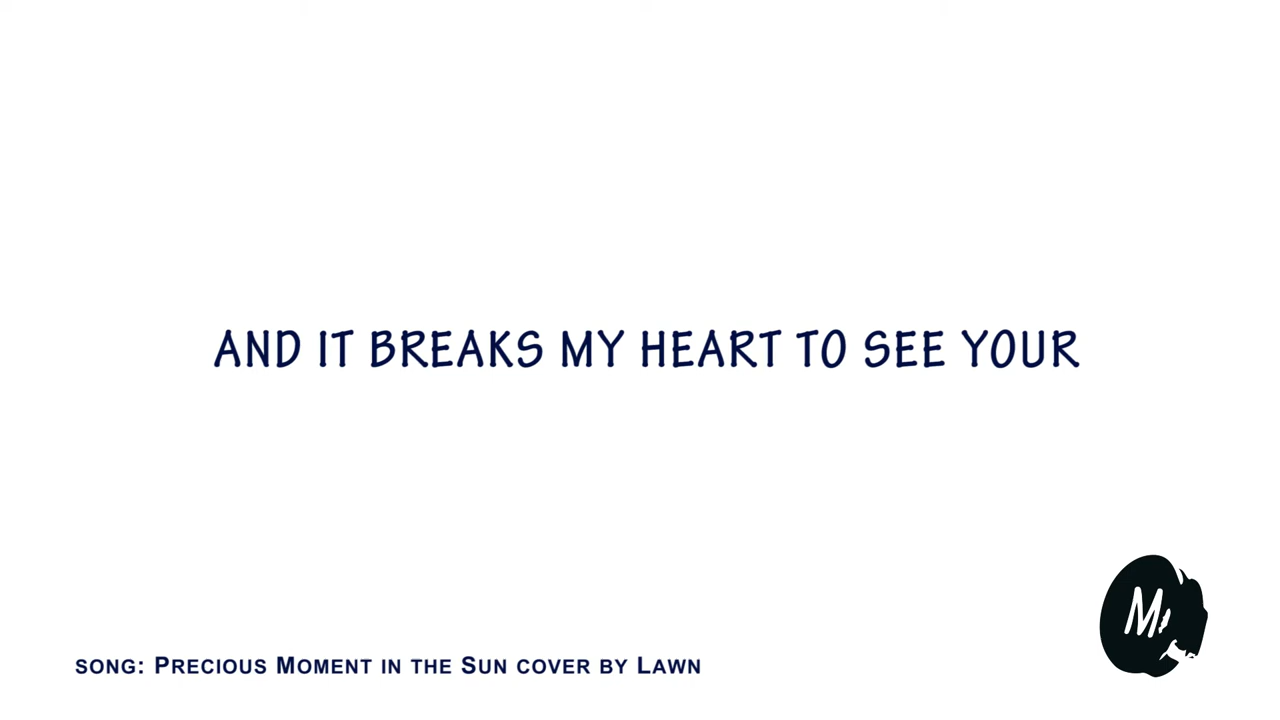 AND IT BREAKS MY HEART TO SEE YOUR
M
SONG: PRECIOUS MOMENT IN THE SUN COVER BY LAWN